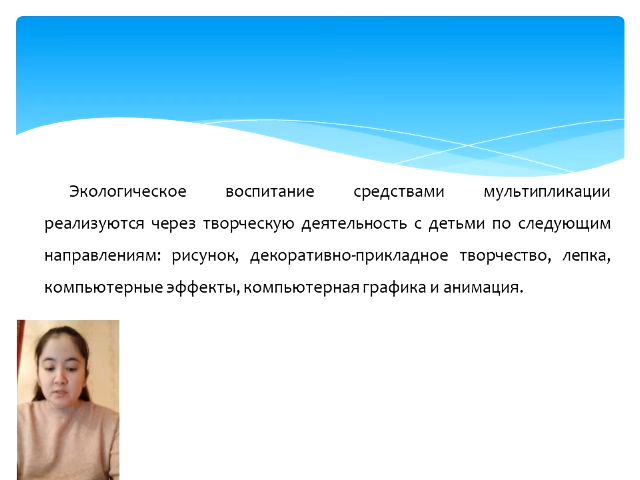 Экологическое воспитание средствами мультипликации
реализуются через творческую деятельность с детьми по следующим
направлениям: рисунок, декоративно-прикладное творчество, лепка,
компьютерные эффекты, компьютерная графика и анимация.